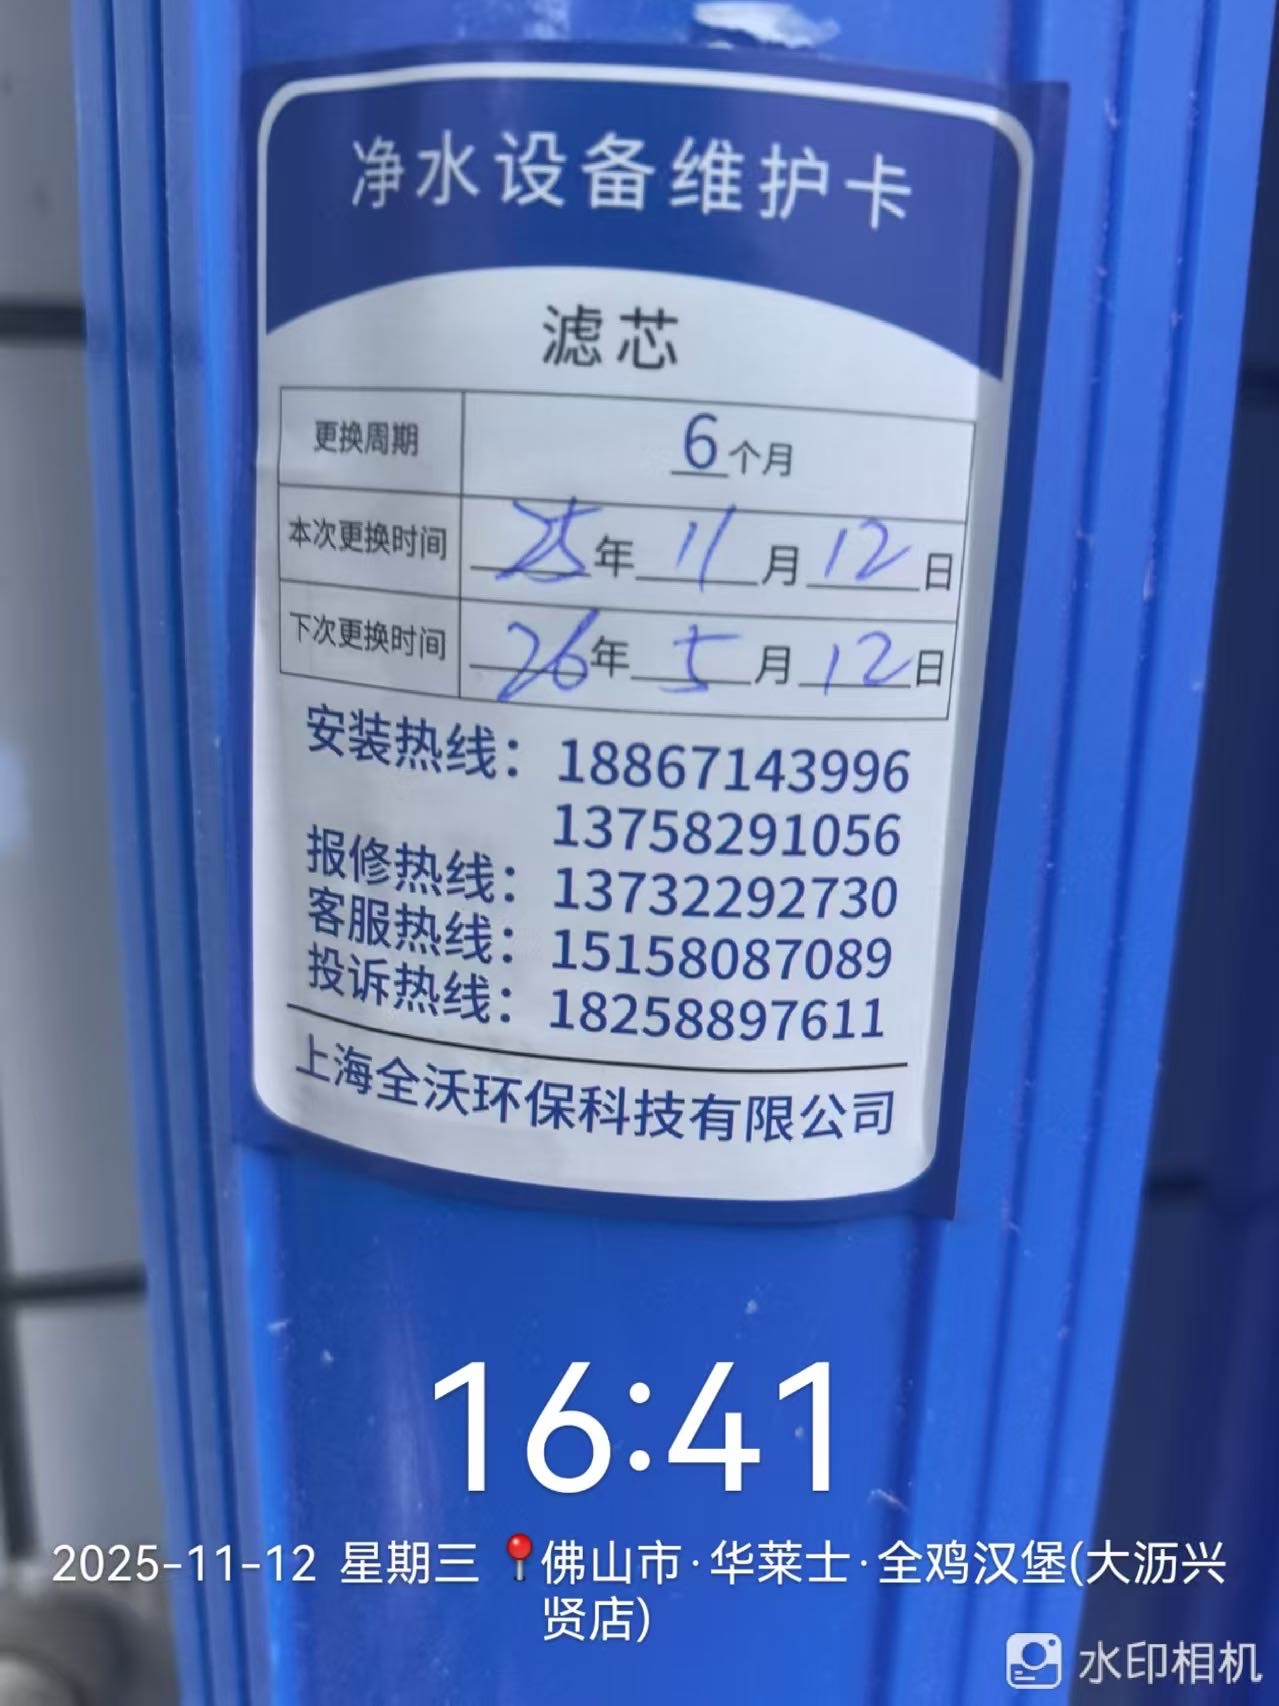 净水设备维护卡
滤芯
更换周期 6个月
本次更换时间 25年11月12日
下次更换时间 26年5月12日
安装热线：18867143996
13758291056
报修热线：13732292730
客服热线：15158087089
投诉热线：18258897611
上海全沃环保科技有限公司
16:41
2025-11-12 星期三 佛山市·华莱士·全鸡汉堡(大沥兴
贤店)
水印相机